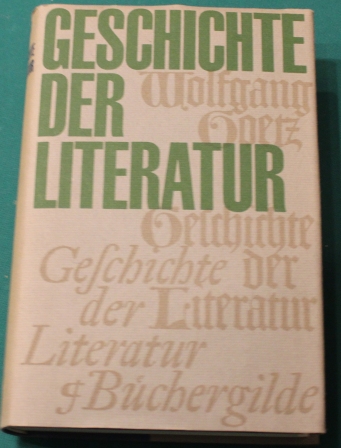 GESCHICHTE
DER
LITERATUR
Wolfgang
Goetz
Geſchichte
der
Literatur
Geſchichte
der
Literatur
Büchergilde